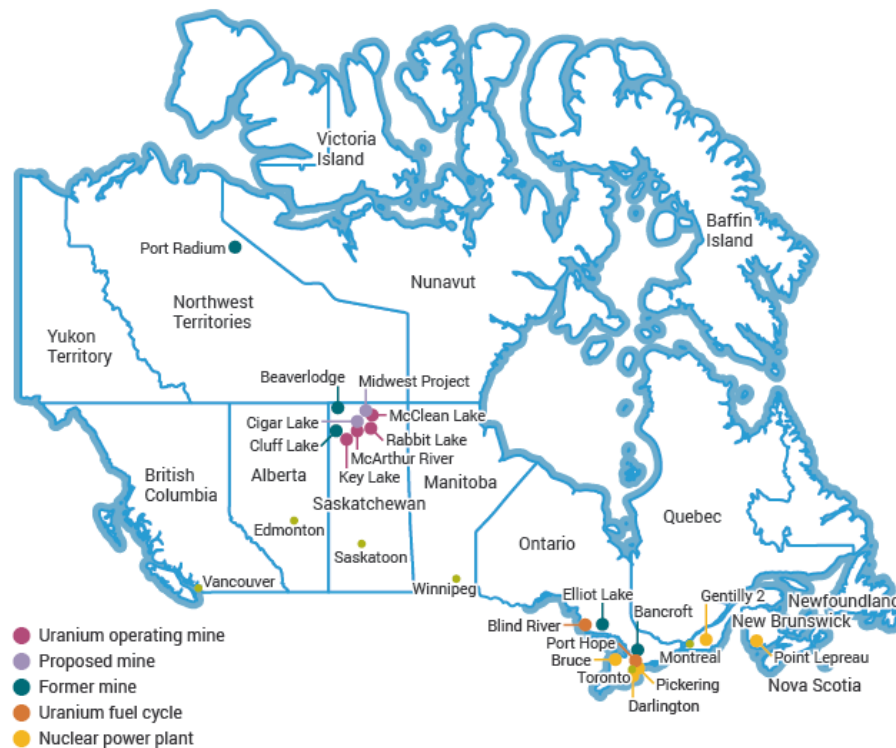 Victoria
Island
Baffin
Island
Port Radium
Nunavut
Northwest
Territories
Yukon
Territory
Beaverlodge
Midwest Project
Cigar Lake
McClean Lake
Cluff Lake
Rabbit Lake
McArthur River
Key Lake
British
Columbia
Alberta
Manitoba
Saskatchewan
Quebec
Edmonton
Ontario
Saskatoon
Vancouver
Winnipeg
Elliot Lake
Gentilly 2
Newfoundland
Bancroft
New Brunswick
Blind River
Port Hope
Bruce
Montreal
Point Lepreau
Toronto
Pickering
Nova Scotia
Darlington
Uranium operating mine
Proposed mine
Former mine
Uranium fuel cycle
Nuclear power plant